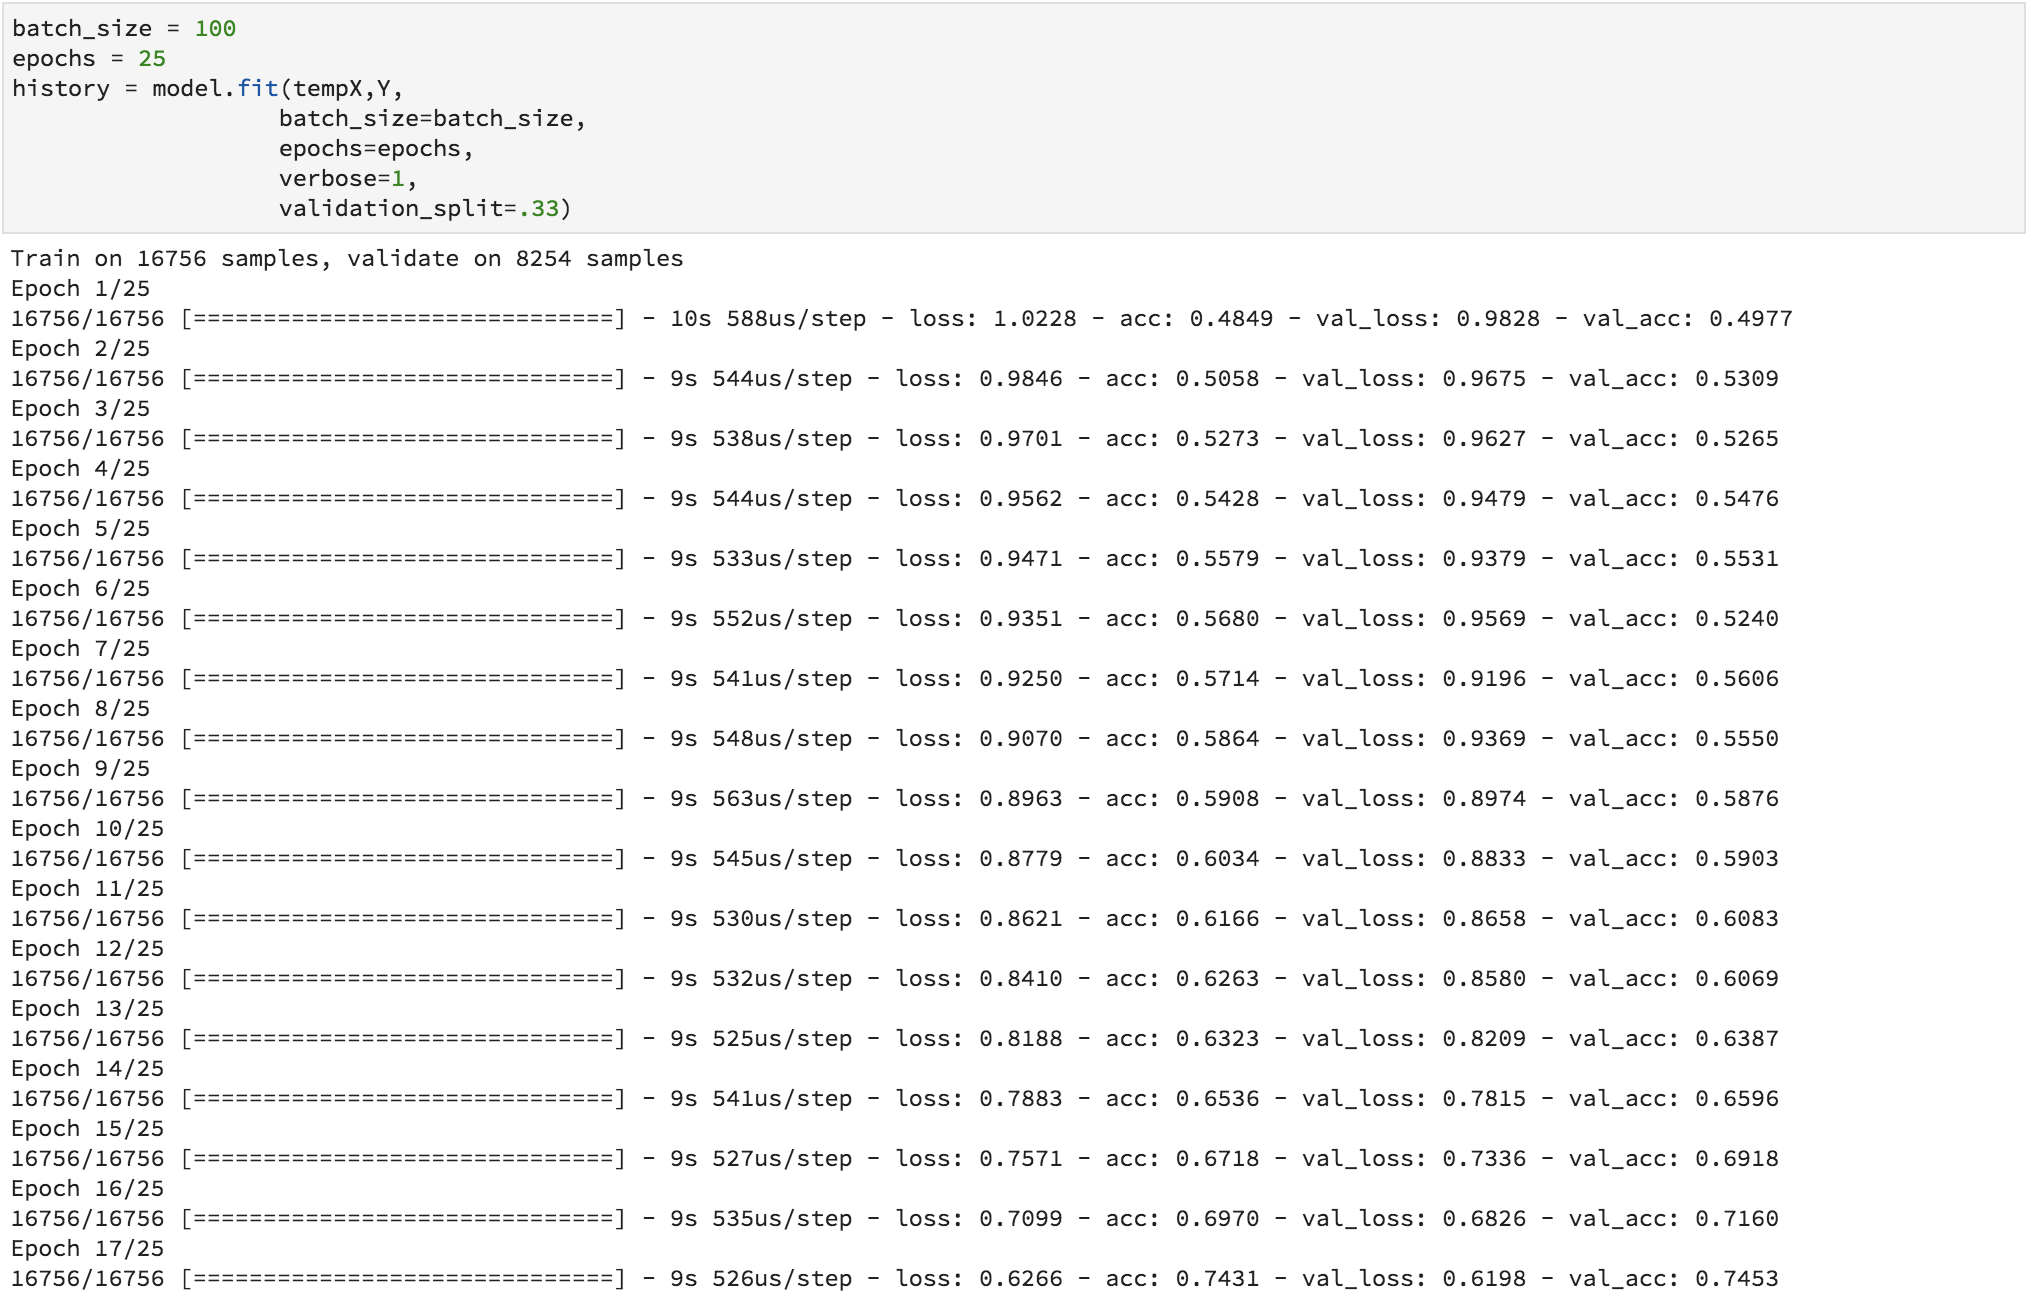 batch_size = 100
epochs = 25
history = model.fit(tempX,Y,
                   batch_size=batch_size,
                   epochs=epochs,
                   verbose=1,
                   validation_split=.33)
Train on 16756 samples, validate on 8254 samples
Epoch 1/25
16756/16756 [==============================] - 10s 588us/step - loss: 1.0228 - acc: 0.4849 - val_loss: 0.9828 - val_acc: 0.4977
Epoch 2/25
16756/16756 [==============================] - 9s 544us/step - loss: 0.9846 - acc: 0.5058 - val_loss: 0.9675 - val_acc: 0.5309
Epoch 3/25
16756/16756 [==============================] - 9s 538us/step - loss: 0.9701 - acc: 0.5273 - val_loss: 0.9627 - val_acc: 0.5265
Epoch 4/25
16756/16756 [==============================] - 9s 544us/step - loss: 0.9562 - acc: 0.5428 - val_loss: 0.9479 - val_acc: 0.5476
Epoch 5/25
16756/16756 [==============================] - 9s 533us/step - loss: 0.9471 - acc: 0.5579 - val_loss: 0.9379 - val_acc: 0.5531
Epoch 6/25
16756/16756 [==============================] - 9s 552us/step - loss: 0.9351 - acc: 0.5680 - val_loss: 0.9569 - val_acc: 0.5240
Epoch 7/25
16756/16756 [==============================] - 9s 541us/step - loss: 0.9250 - acc: 0.5714 - val_loss: 0.9196 - val_acc: 0.5606
Epoch 8/25
16756/16756 [==============================] - 9s 548us/step - loss: 0.9070 - acc: 0.5864 - val_loss: 0.9369 - val_acc: 0.5550
Epoch 9/25
16756/16756 [==============================] - 9s 563us/step - loss: 0.8963 - acc: 0.5908 - val_loss: 0.8974 - val_acc: 0.5876
Epoch 10/25
16756/16756 [==============================] - 9s 545us/step - loss: 0.8779 - acc: 0.6034 - val_loss: 0.8833 - val_acc: 0.5903
Epoch 11/25
16756/16756 [==============================] - 9s 530us/step - loss: 0.8621 - acc: 0.6166 - val_loss: 0.8658 - val_acc: 0.6083
Epoch 12/25
16756/16756 [==============================] - 9s 532us/step - loss: 0.8410 - acc: 0.6263 - val_loss: 0.8580 - val_acc: 0.6069
Epoch 13/25
16756/16756 [==============================] - 9s 525us/step - loss: 0.8188 - acc: 0.6323 - val_loss: 0.8209 - val_acc: 0.6387
Epoch 14/25
16756/16756 [==============================] - 9s 541us/step - loss: 0.7883 - acc: 0.6536 - val_loss: 0.7815 - val_acc: 0.6596
Epoch 15/25
16756/16756 [==============================] - 9s 527us/step - loss: 0.7571 - acc: 0.6718 - val_loss: 0.7336 - val_acc: 0.6918
Epoch 16/25
16756/16756 [==============================] - 9s 535us/step - loss: 0.7099 - acc: 0.6970 - val_loss: 0.6826 - val_acc: 0.7160
Epoch 17/25
16756/16756 [==============================] - 9s 526us/step - loss: 0.6266 - acc: 0.7431 - val_loss: 0.6198 - val_acc: 0.7453